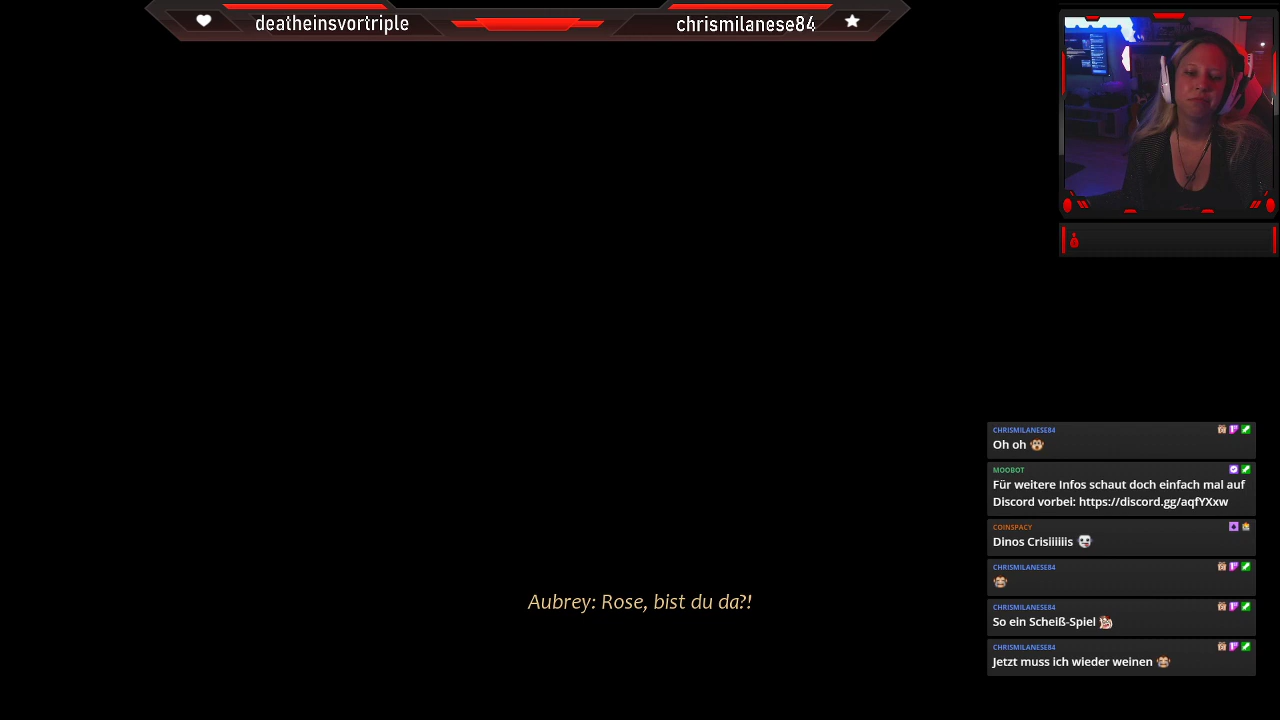 deatheinsvortriple
chrismilanese84
CHRISMILANESE84
Oh oh
MOOBOT
Für weitere Infos schaut doch einfach mal auf
Discord vorbei: https://discord.gg/aqfYXxw
COINSPACY
Dinos Crisiiiiiis
CHRISMILANESE84
CHRISMILANESE84
So ein Scheiß-Spiel
CHRISMILANESE84
Jetzt muss ich wieder weinen
Aubrey: Rose, bist du da?!